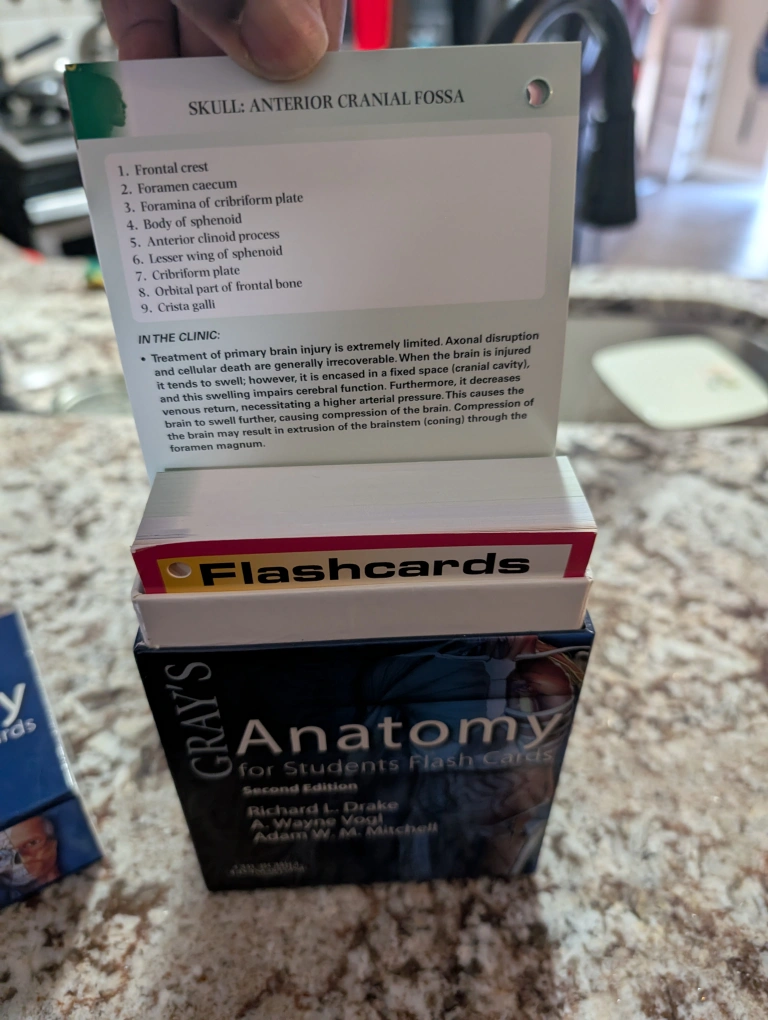 SKULL: ANTERIOR CRANIAL FOSSA
1. Frontal crest
2. Foramen caecum
3. Foramina of cribriform plate
4. Body of sphenoid
5. Anterior clinoid process
6. Lesser wing of sphenoid
7. Cribriform plate
8. Orbital part of frontal bone
9. Crista galli
IN THE CLINIC:
• Treatment of primary brain injury is extremely limited. Axonal disruption
and cellular death are generally irrecoverable. When the brain is injured
it tends to swell; however, it is encased in a fixed space (cranial cavity),
and this swelling impairs cerebral function. Furthermore, it decreases
venous return, necessitating a higher arterial pressure. This causes the
brain to swell further, causing compression of the brain. Compression of
the brain may result in extrusion of the brainstem (coning) through the
foramen magnum.
Flashcards
GRAY'S
Anatomy
for Students Flash Cards
Second Edition
Richard L. Drake
A. Wayne Vogl
Adam W. M. Mitchell
y
rds